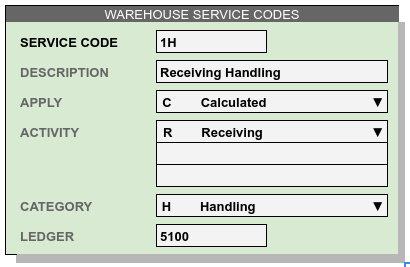 WAREHOUSE SERVICE CODES
SERVICE CODE 1H
DESCRIPTION Receiving Handling
APPLY C Calculated ▼
ACTIVITY R Receiving ▼
CATEGORY H Handling ▼
LEDGER 5100